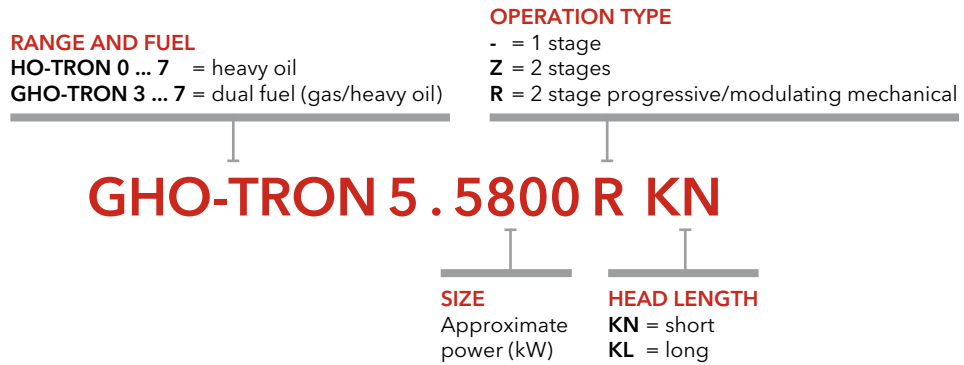 OPERATION TYPE
- = 1 stage
Z = 2 stages
R = 2 stage progressive/modulating mechanical
RANGE AND FUEL
HO-TRON 0 ... 7 = heavy oil
GHO-TRON 3 ... 7 = dual fuel (gas/heavy oil)
GHO-TRON 5 . 5800 R KN
SIZE
Approximate
power (kW)
HEAD LENGTH
KN = short
KL = long